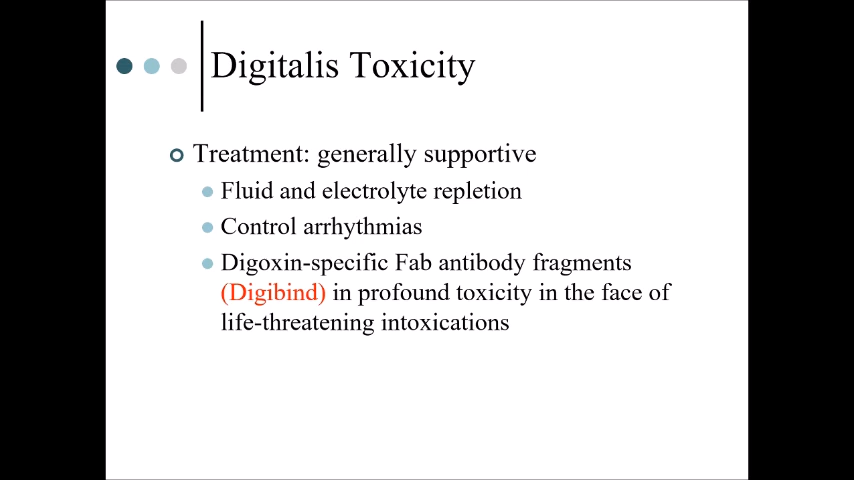 Digitalis Toxicity
Treatment: generally supportive
Fluid and electrolyte repletion
Control arrhythmias
Digoxin-specific Fab antibody fragments
(Digibind) in profound toxicity in the face of
life-threatening intoxications